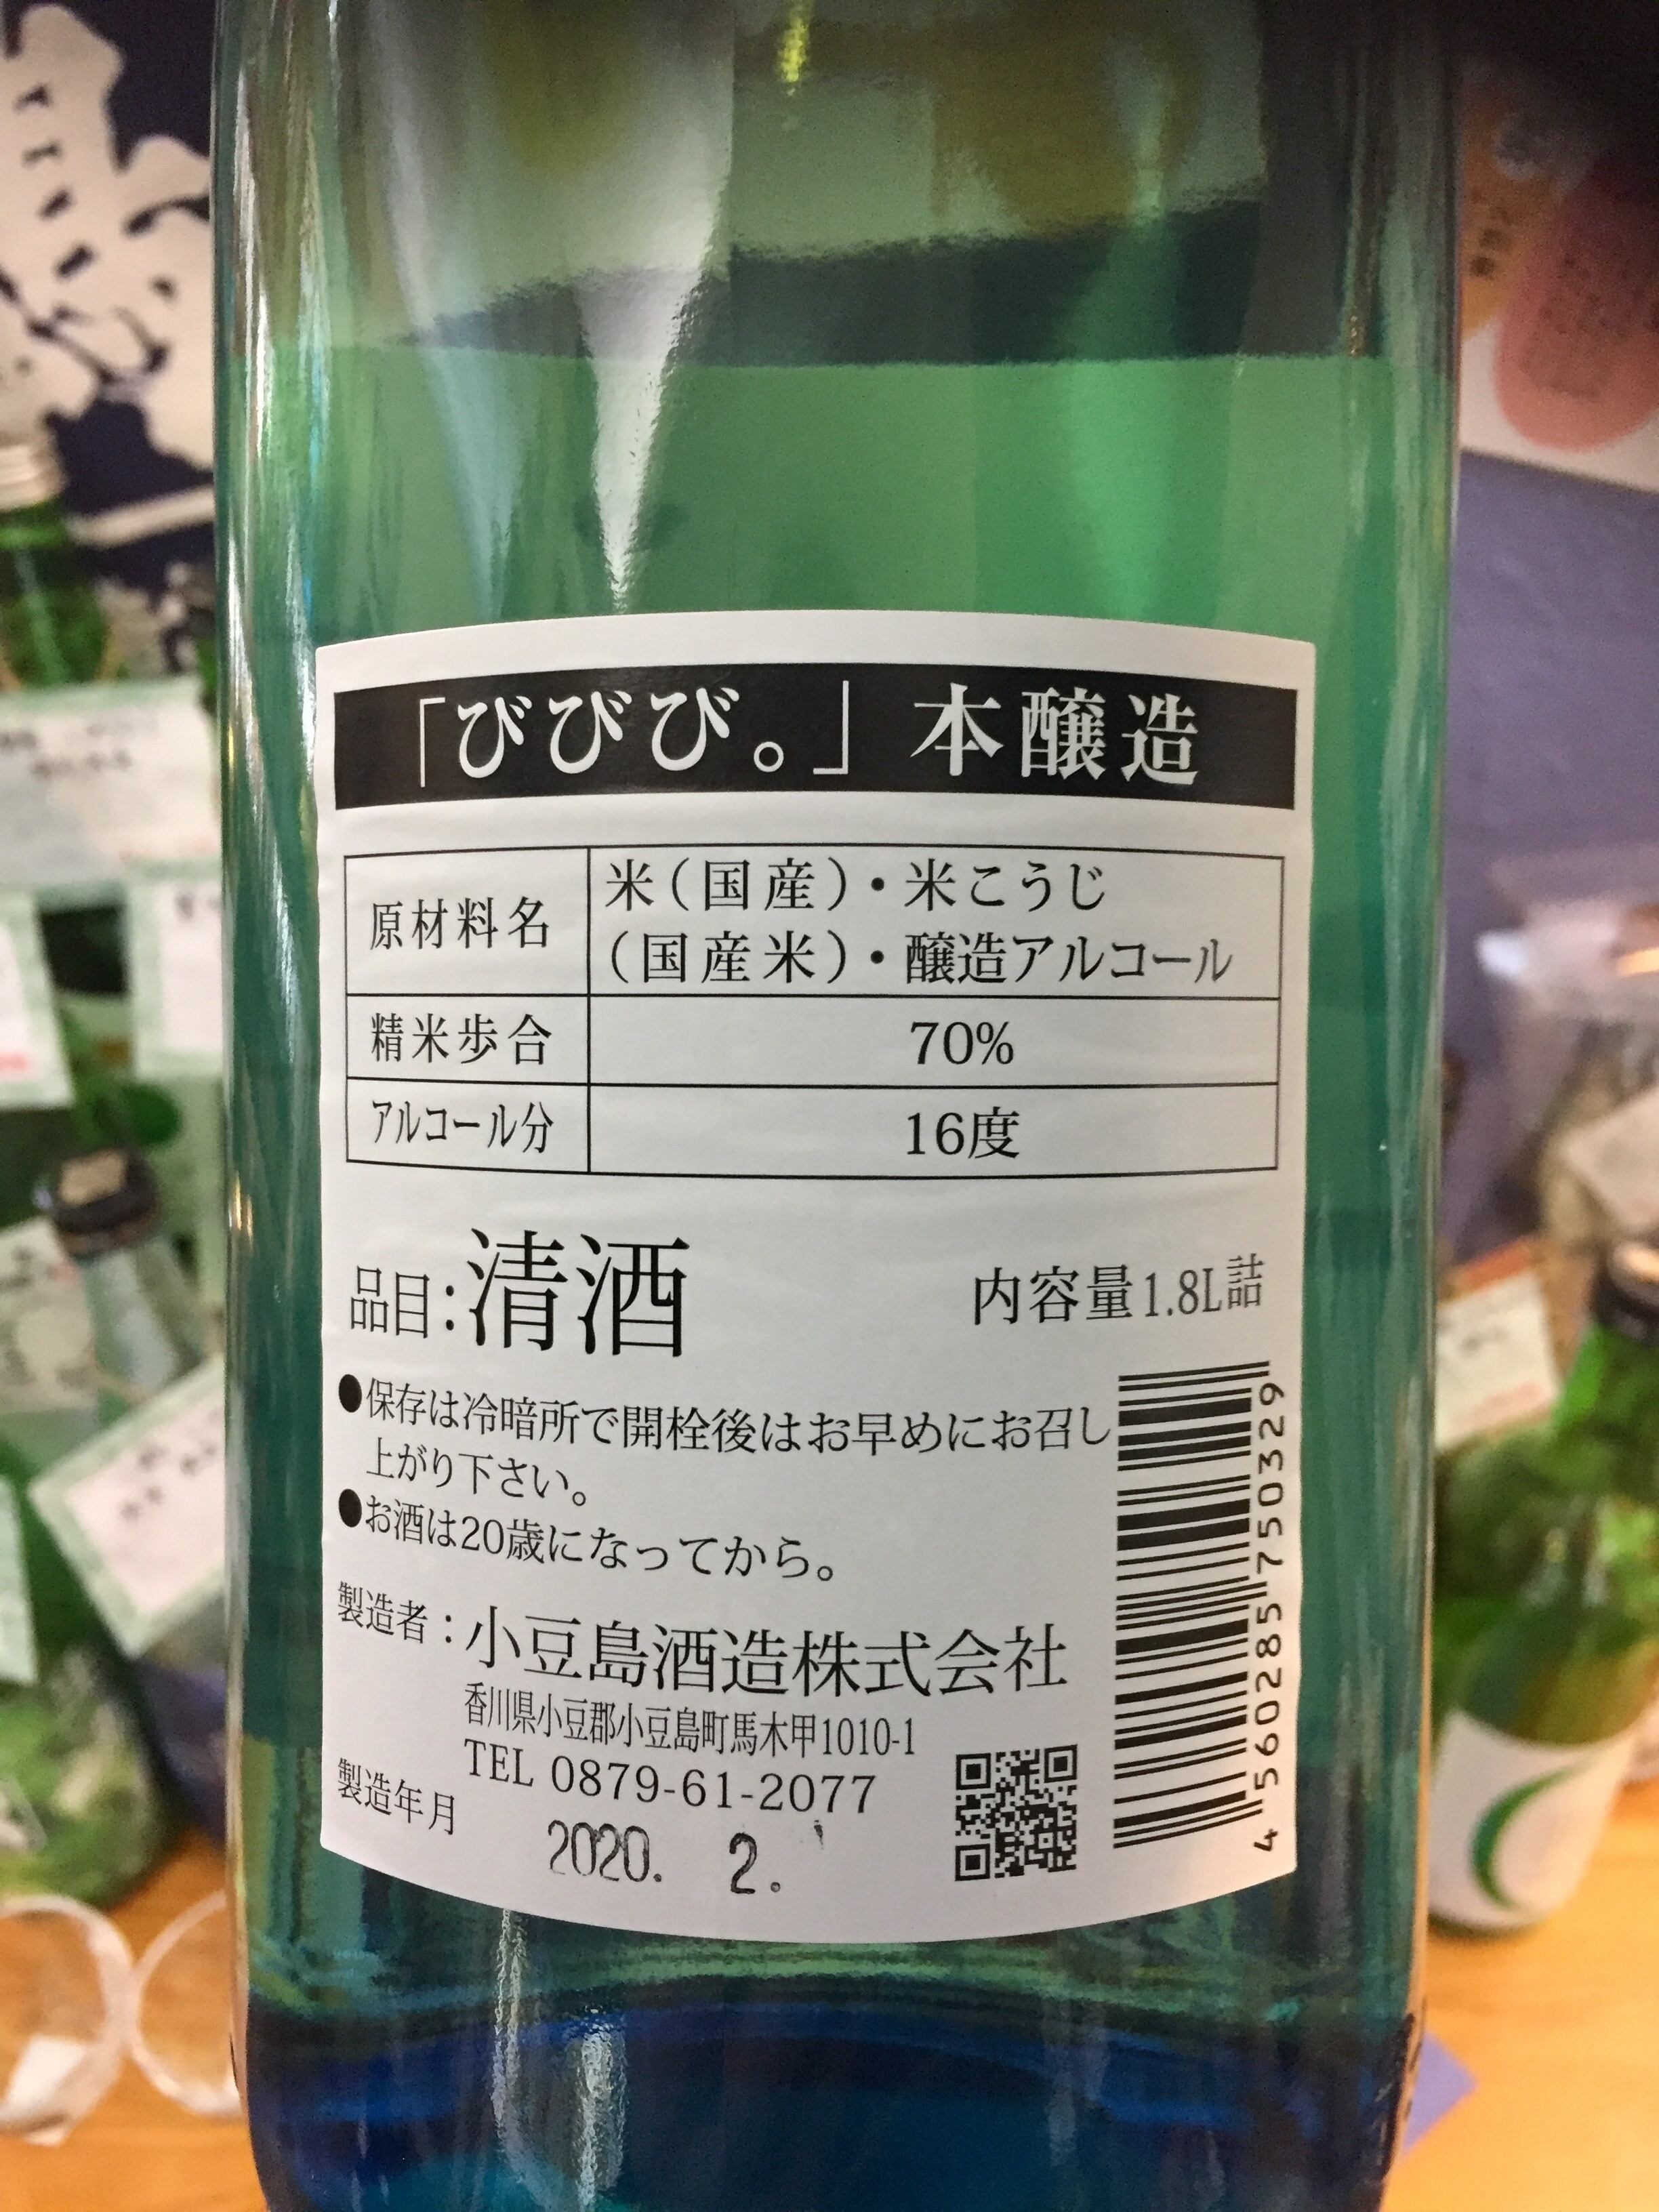 「びびび。」本醸造
原材料名
米（国産）・米こうじ
（国産米）・醸造アルコール
精米歩合
70%
アルコール分
16度
品目:清酒
内容量1.8L詰
●保存は冷暗所で開栓後はお早めにお召し
上がり下さい。
●お酒は20歳になってから。
製造者：小豆島酒造株式会社
香川県小豆郡小豆島町馬木甲1010-1
TEL 0879-61-2077
製造年月
2020. 2.
4560285750329